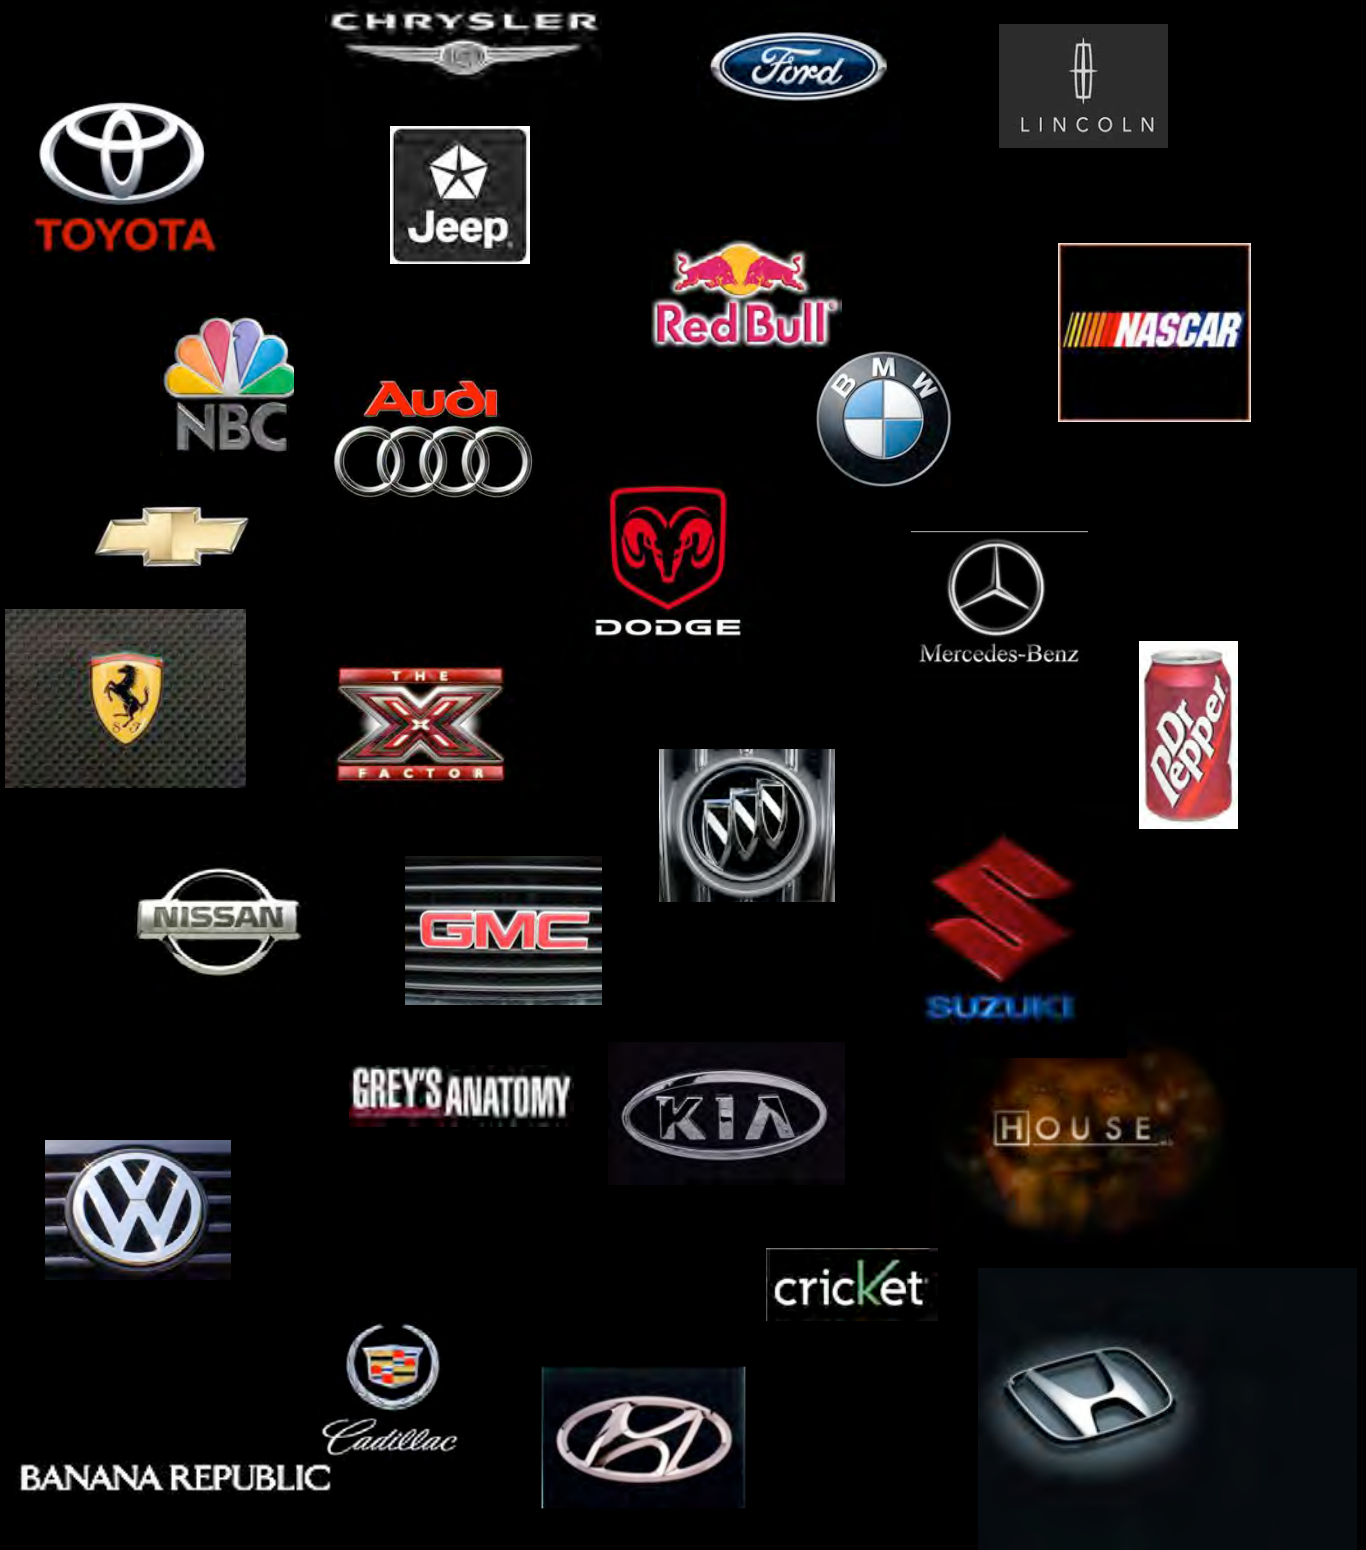 CHRYSLER
Ford
LINCOLN
TOYOTA
Jeep
Red Bull
NASCAR
NBC
Audi
BMW
DODGE
Mercedes-Benz
THE
X
FACTOR
Dr
Pepper
NISSAN
GMC
SUZUKI
GREY'S ANATOMY
KIA
HOUSE
VW
cricket
Cadillac
BANANA REPUBLIC